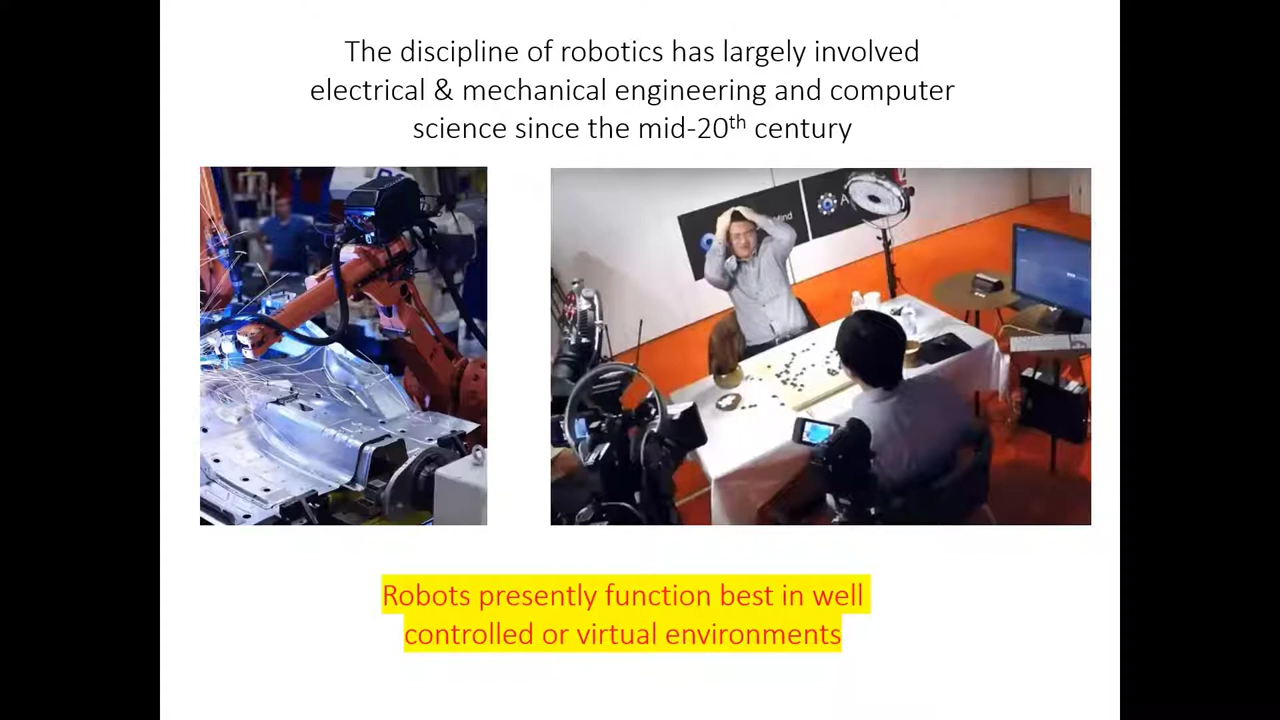 The discipline of robotics has largely involved
electrical & mechanical engineering and computer
science since the mid-20th century
Robots presently function best in well
controlled or virtual environments